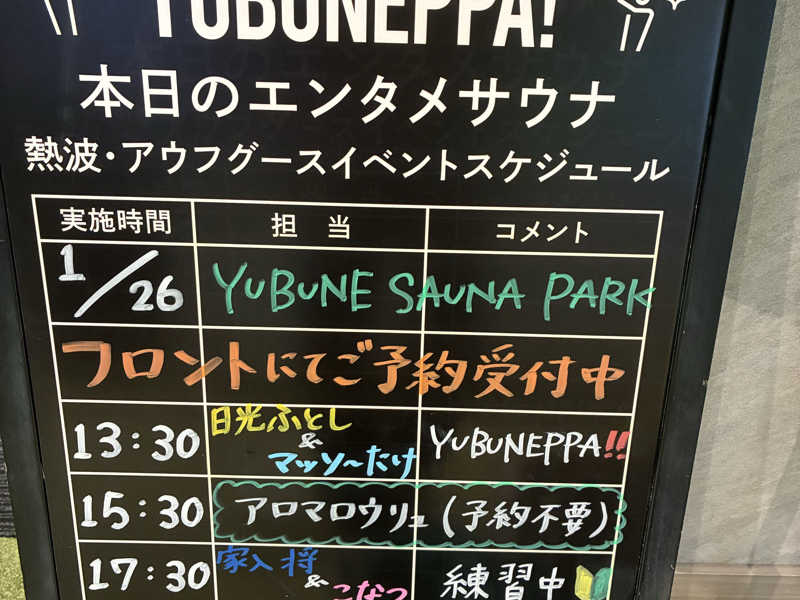 YUBUNEPPA!
本日のエンタメサウナ
熱波・アウフグースイベントスケジュール
実施時間 担当 コメント
1/26 YUBUNE SAUNA PARK
フロントにてご予約受付中
13:30 日光ふとし & マッソ〜たけ YUBUNEPPA!!
15:30 アロマロウリュ(予約不要)
17:30 家入将 & こなつ 練習中